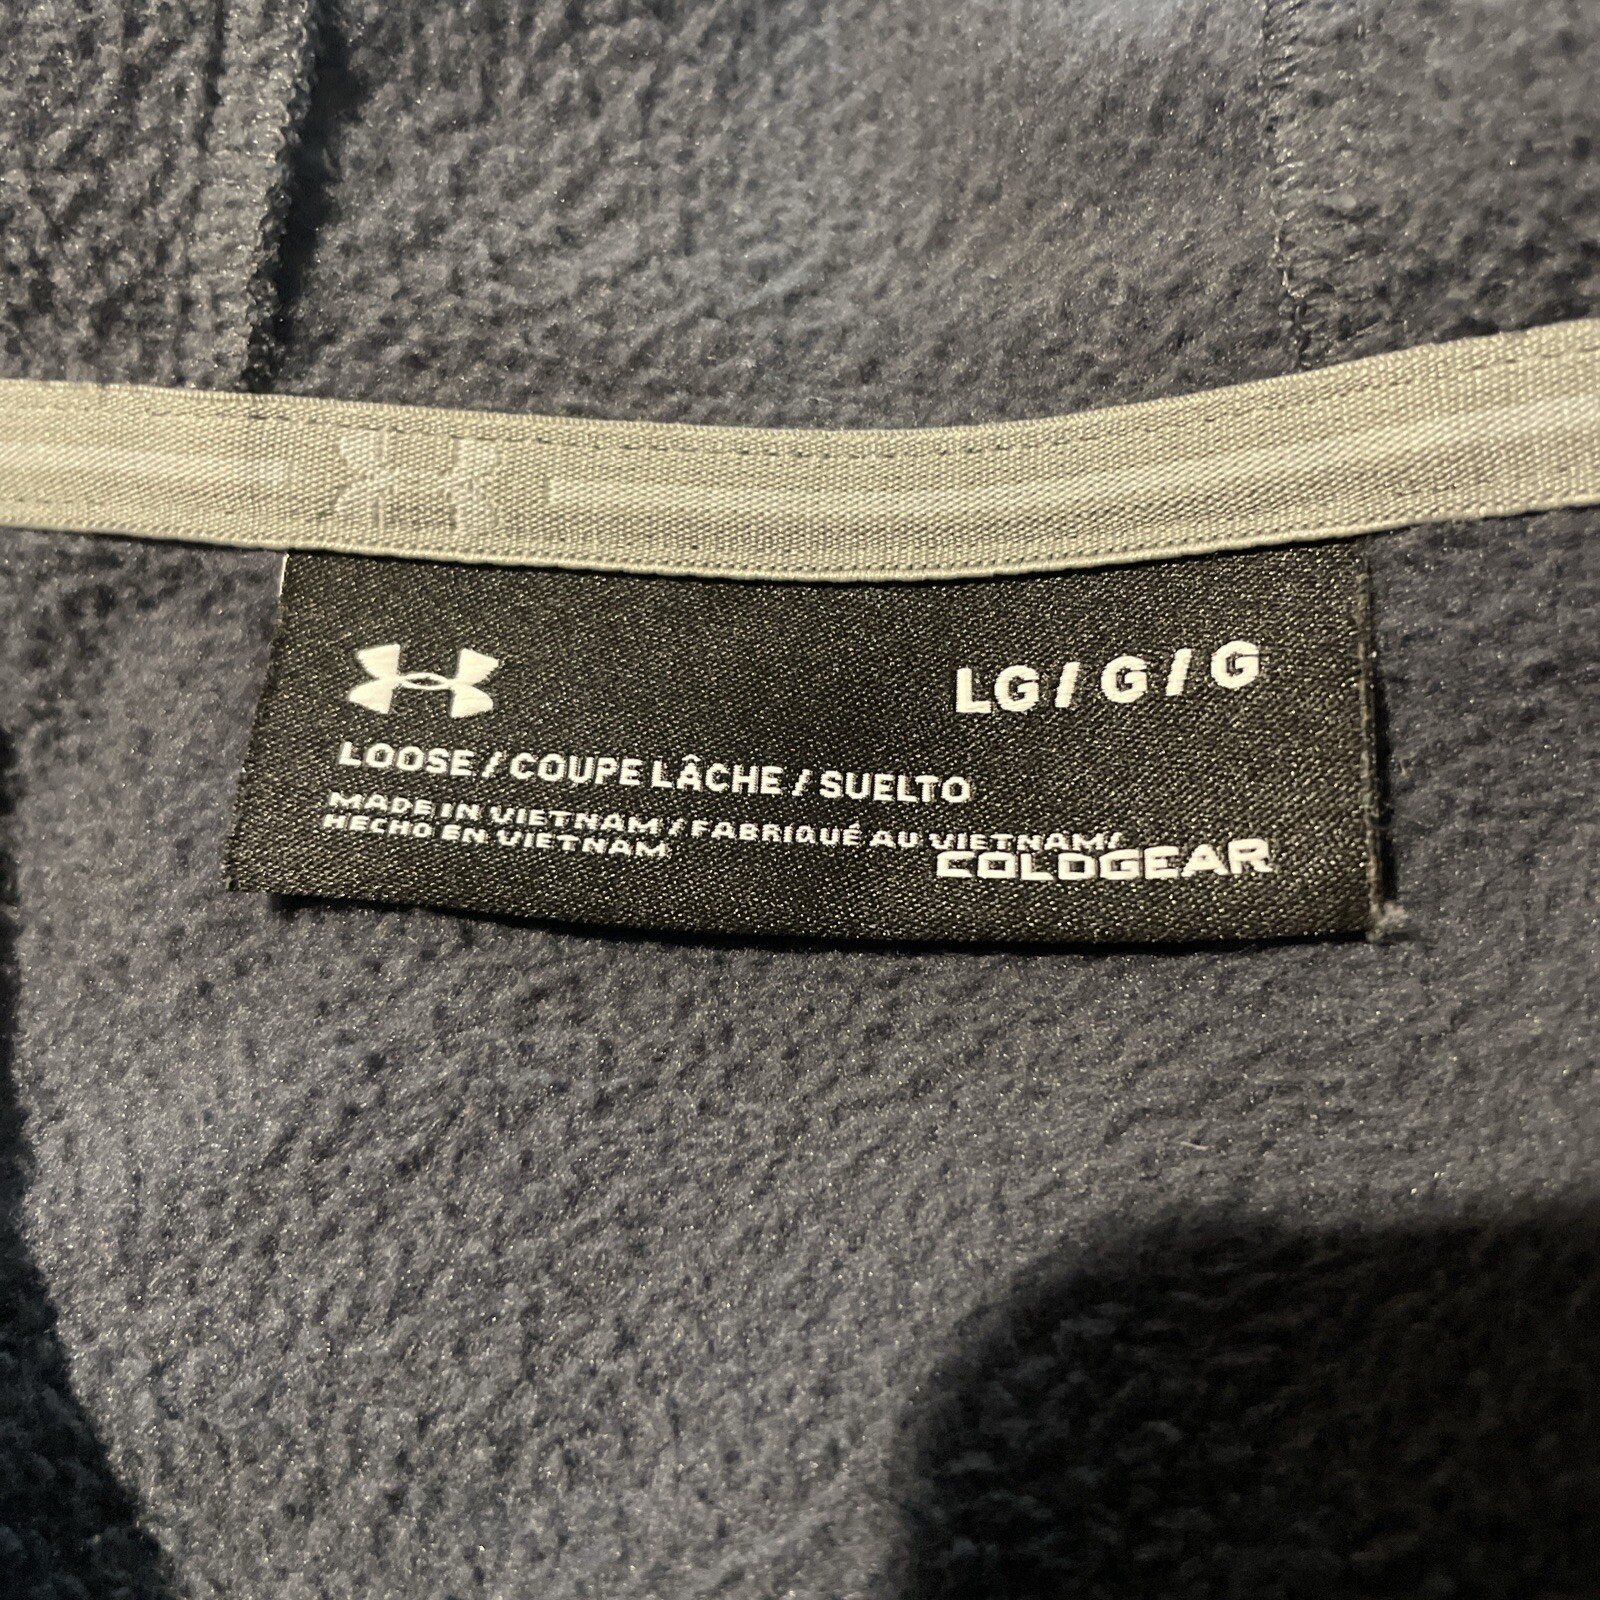 LG / G / G
LOOSE / COUPE LÂCHE / SUELTO
MADE IN VIETNAM / FABRIQUÉ AU VIETNAM/
HECHO EN VIETNAM
COLDGEAR